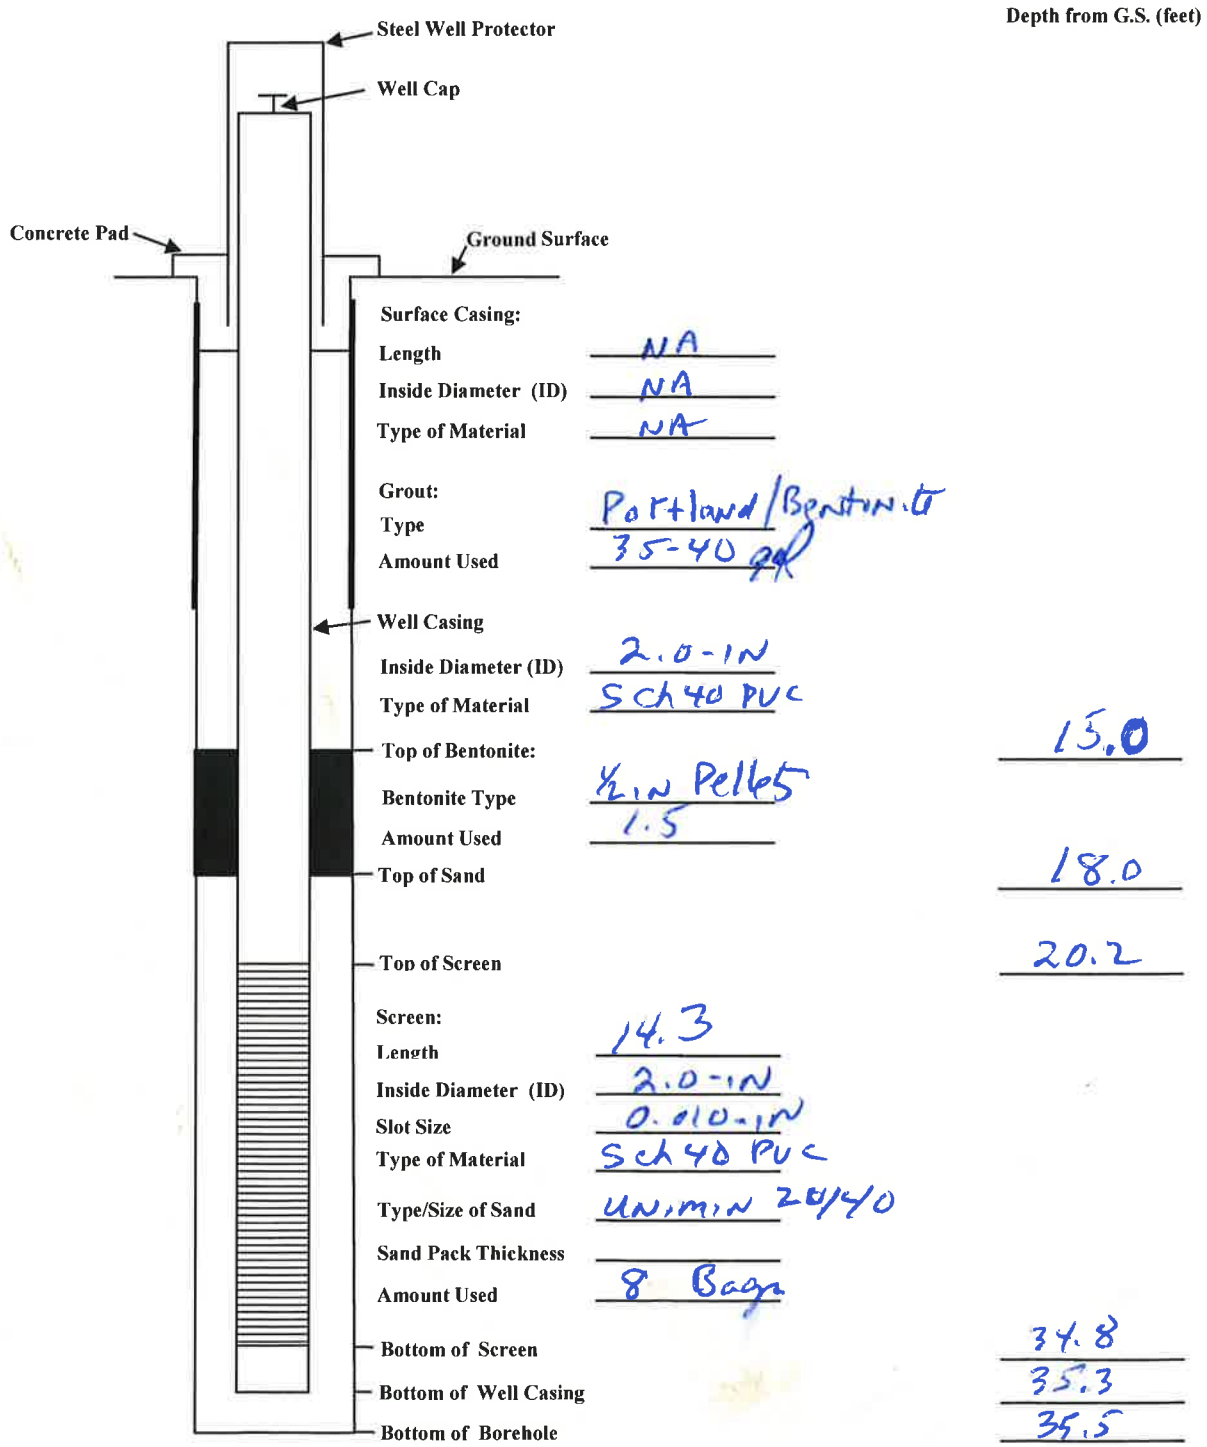 Depth from G.S. (feet)
Steel Well Protector
Well Cap
Concrete Pad
Ground Surface
Surface Casing:
Length NA
Inside Diameter (ID) NA
Type of Material NA
Grout:
Type Portland/Bentonite
Amount Used 35-40 gal
Well Casing
Inside Diameter (ID) 2.0-IN
Type of Material Sch 40 PVC
Top of Bentonite: 15.0
Bentonite Type 1/2 IN Pellets
Amount Used 1.5
Top of Sand 18.0
Top of Screen 20.2
Screen:
Length 14.3
Inside Diameter (ID) 2.0-IN
Slot Size 0.010-IN
Type of Material Sch 40 PVC
Type/Size of Sand UNIMIN 20/40
Sand Pack Thickness
Amount Used 8 Bags
Bottom of Screen 34.8
Bottom of Well Casing 35.3
Bottom of Borehole 35.5